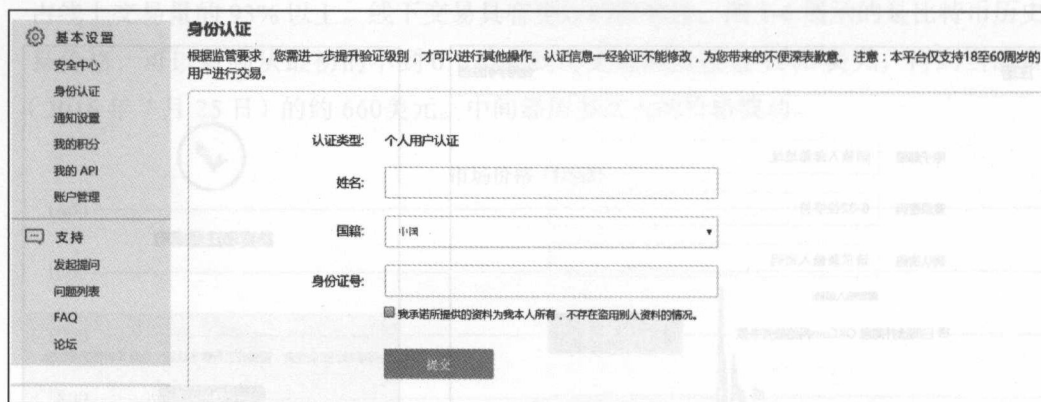 基本设置
安全中心
身份认证
通知设置
我的积分
我的 API
账户管理
支持
发起提问
问题列表
FAQ
论坛
身份认证
根据监管要求，您需进一步提升验证级别，才可以进行其他操作。认证信息一经验证不能修改，为您带来的不便深表歉意。 注意：本平台仅支持18至60周岁的
用户进行交易。
认证类型: 个人用户认证
姓名:
国籍: 中国
身份证号:
我承诺所提供的资料为我本人所有，不存在盗用别人资料的情况。
提交